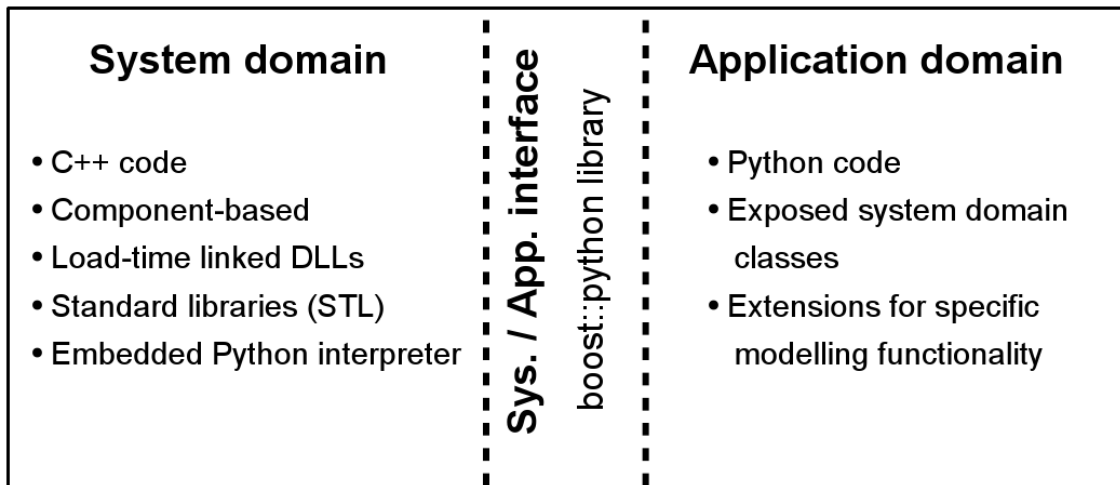 System domain
• C++ code
• Component-based
• Load-time linked DLLs
• Standard libraries (STL)
• Embedded Python interpreter
Sys. / App. interface
boost::python library
Application domain
• Python code
• Exposed system domain
classes
• Extensions for specific
modelling functionality